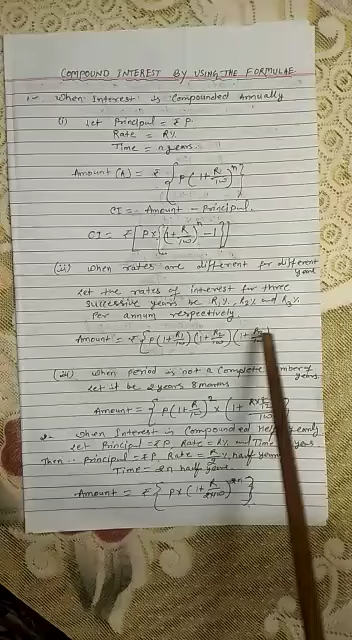 COMPOUND INTEREST BY USING THE FORMULAE
1:- When Interest is Compounded Annually
(i) Let Principal = ₹ P.
Rate = R%
Time = n years.
Amount (A) = ₹ { P (1 + R/100)^n }
CI = Amount - Principal.
CI = ₹ [ P x { (1 + R/100)^n - 1 } ]
(ii) When rates are different for different years
Let the rates of interest for three
successive years be R1%, R2% and R3%
per annum respectively.
Amount = ₹ { P (1 + R1/100) (1 + R2/100) (1 +
(iii) When period is not a Complete number of years.
Let it be 2 years 8 months
Amount = { P (1 + R/100)^2 x (1 +
2:- When Interest is Compounded Half yearly
Let Principal = ₹ P, Rate = R% and Time
Then :- Principal = ₹ P, Rate = R/2 % half
Time = 2n half years.
Amount = ₹ { P x (1 + R/2x100)^2n }